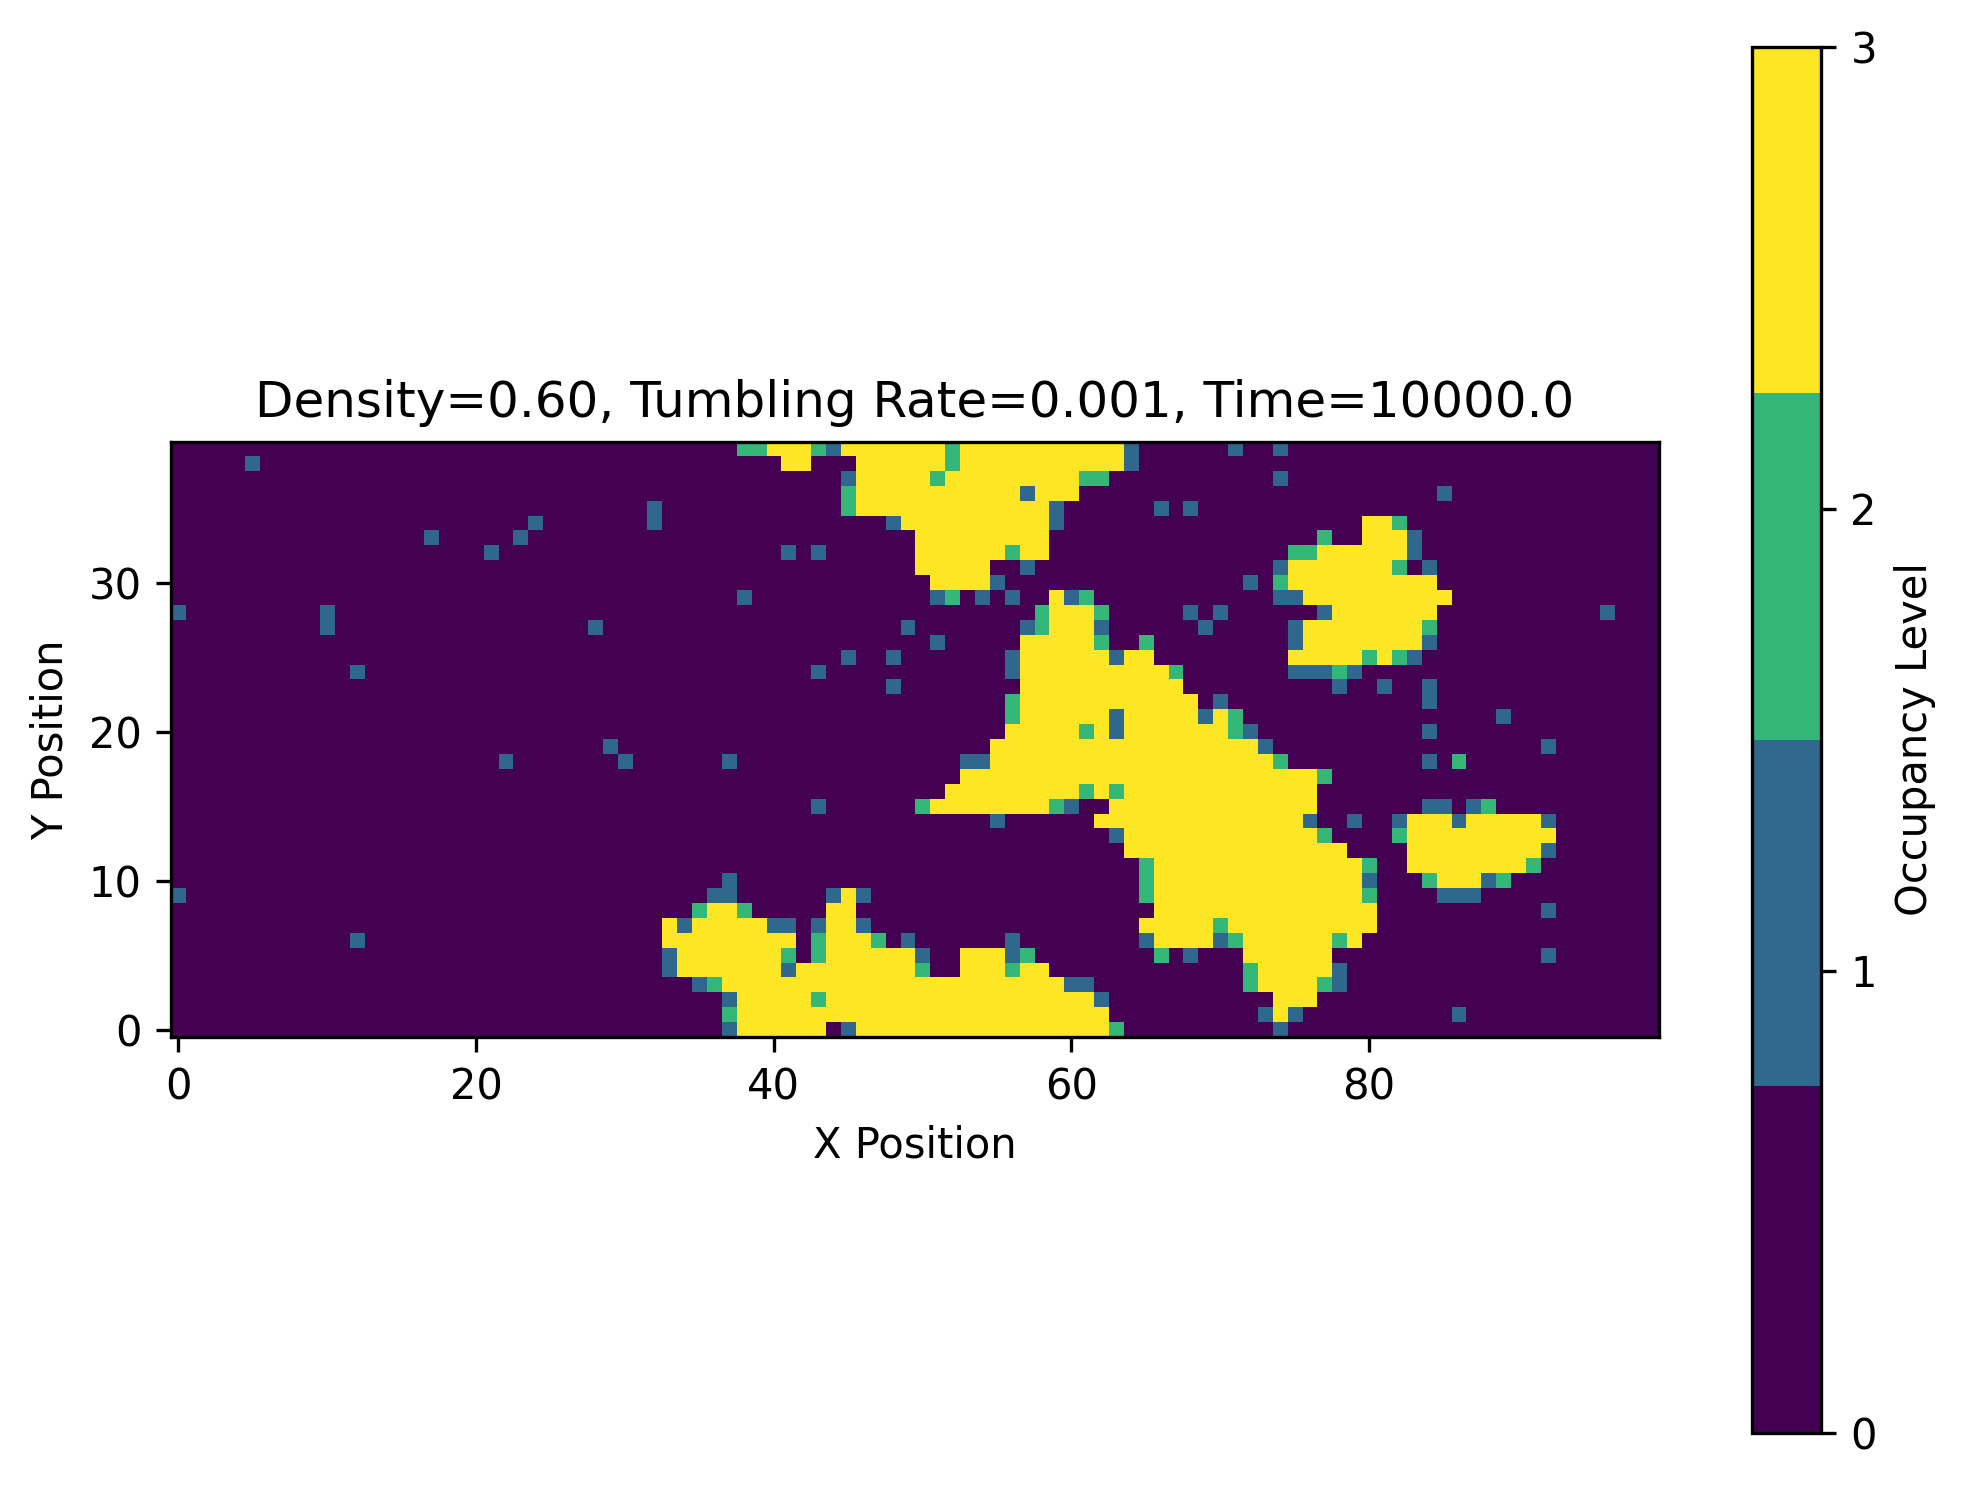 Density=0.60, Tumbling Rate=0.001, Time=10000.0
Y Position
30
20
10
0
0 20 40 60 80
X Position
3
2
1
0
Occupancy Level